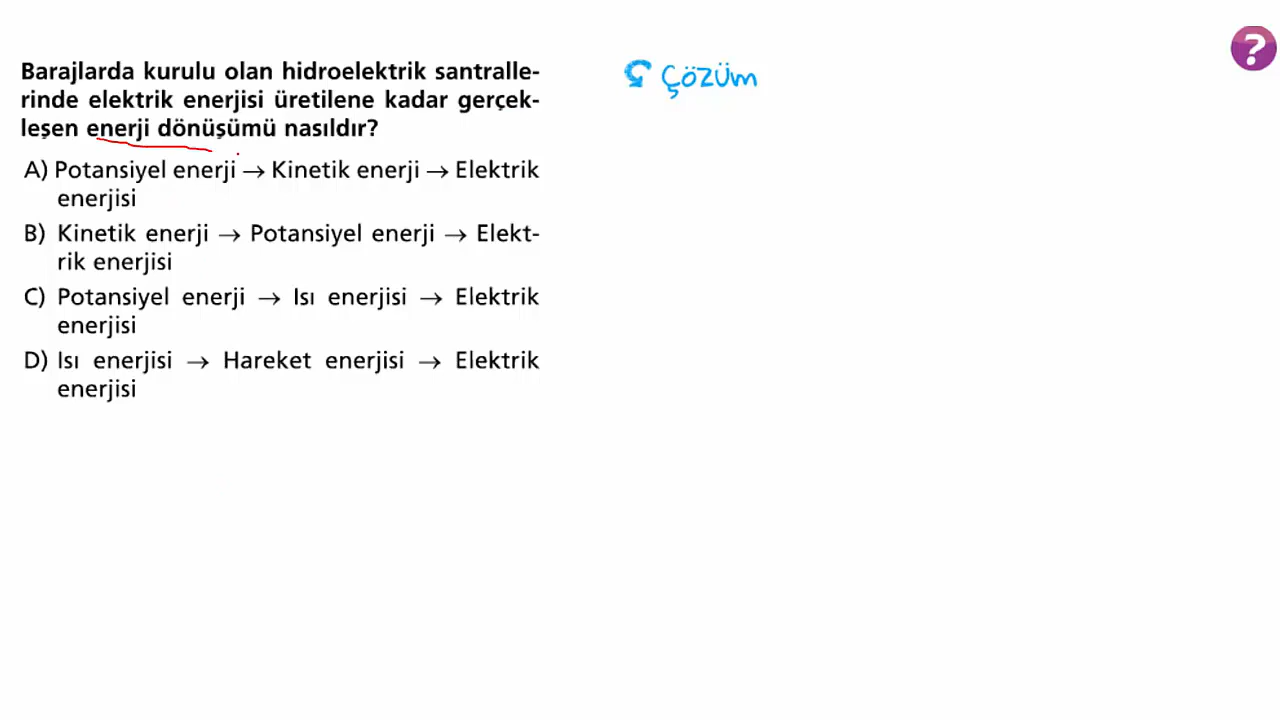 Barajlarda kurulu olan hidroelektrik santralle-
rinde elektrik enerjisi üretilene kadar gerçek-
leşen enerji dönüşümü nasıldır?
A) Potansiyel enerji → Kinetik enerji → Elektrik
enerjisi
B) Kinetik enerji → Potansiyel enerji → Elekt-
rik enerjisi
C) Potansiyel enerji → Isı enerjisi → Elektrik
enerjisi
D) Isı enerjisi → Hareket enerjisi → Elektrik
enerjisi
Çözüm
?